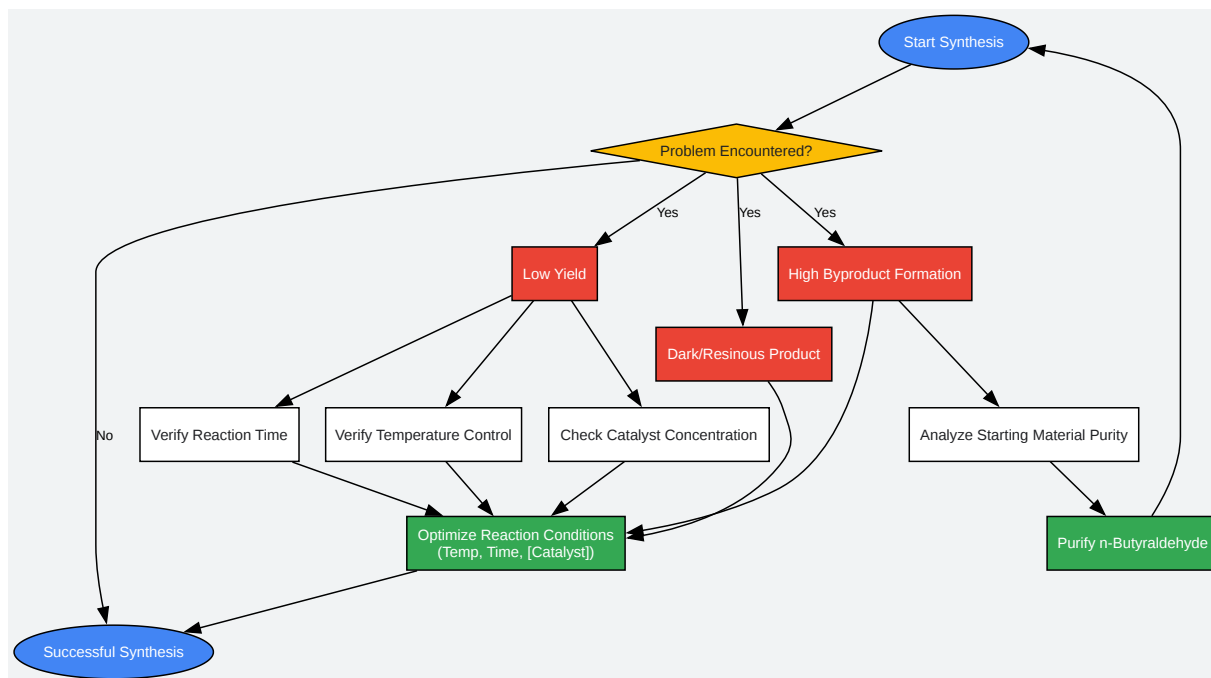 Start Synthesis
Problem Encountered?
Yes
Yes
Yes
Low Yield
High Byproduct Formation
Dark/Resinous Product
Verify Reaction Time
Verify Temperature Control
Check Catalyst Concentration
Analyze Starting Material Purity
No
Optimize Reaction Conditions
(Temp, Time, [Catalyst])
Purify n-Butyraldehyde
Successful Synthesis